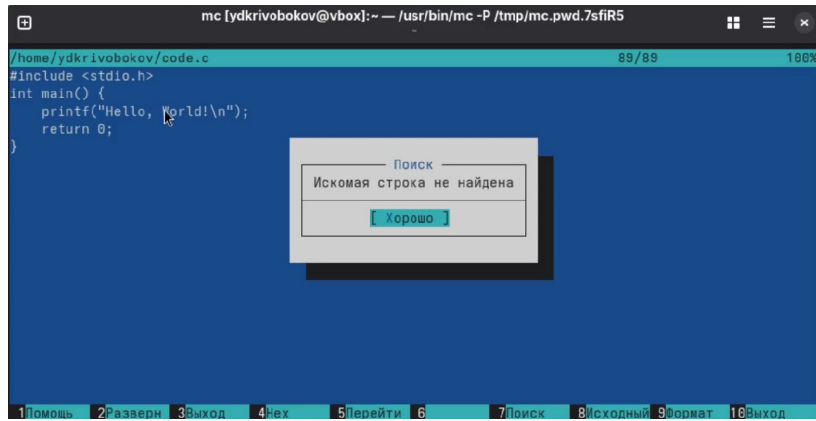 mc [ydkrivobokov@vbox]:~ — /usr/bin/mc -P /tmp/mc.pwd.7sfiR5
~
/home/ydkrivobokov/code.c 89/89 100%
#include <stdio.h>
int main() {
    printf("Hello, World!\n");
    return 0;
}
Поиск
Искомая строка не найдена
[ Хорошо ]
1Помощь 2Разверн 3Выход 4Hex 5Перейти 6 7Поиск 8Исходный 9Формат 10Выход